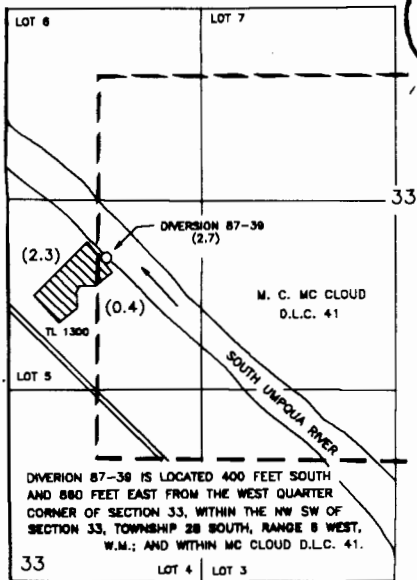 LOT 6
LOT 7
33
DIVERSION 87-39
(2.7)
(2.3)
M. C. MC CLOUD
D.L.C. 41
(0.4)
TL 1300
SOUTH UMPQUA RIVER
LOT 5
DIVERION 87-39 IS LOCATED 400 FEET SOUTH
AND 860 FEET EAST FROM THE WEST QUARTER
CORNER OF SECTION 33, WITHIN THE NW SW OF
SECTION 33, TOWNSHIP 28 SOUTH, RANGE 6 WEST,
W.M.; AND WITHIN MC CLOUD D.L.C. 41.
33
LOT 4
LOT 3